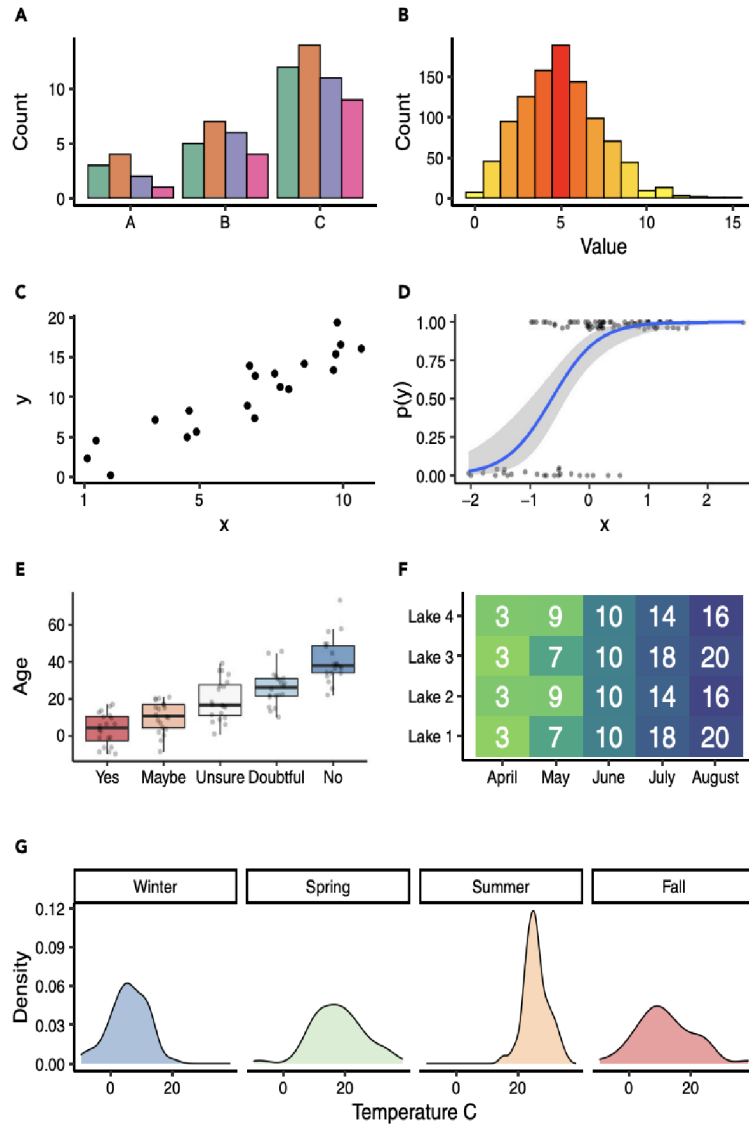 A
Count
10
5
0
A B C
B
Count
150
100
50
0
0 5 10 15
Value
C
y
20
15
10
5
0
1 5 10
x
D
p(y)
1.00
0.75
0.50
0.25
0.00
−2 −1 0 1 2
x
E
Age
60
40
20
0
Yes Maybe Unsure Doubtful No
F
Lake 4 3 9 10 14 16
Lake 3 3 7 10 18 20
Lake 2 3 9 10 14 16
Lake 1 3 7 10 18 20
April May June July August
G
Winter Spring Summer Fall
Density
0.12
0.09
0.06
0.03
0.00
0 20 0 20 0 20 0 20
Temperature C